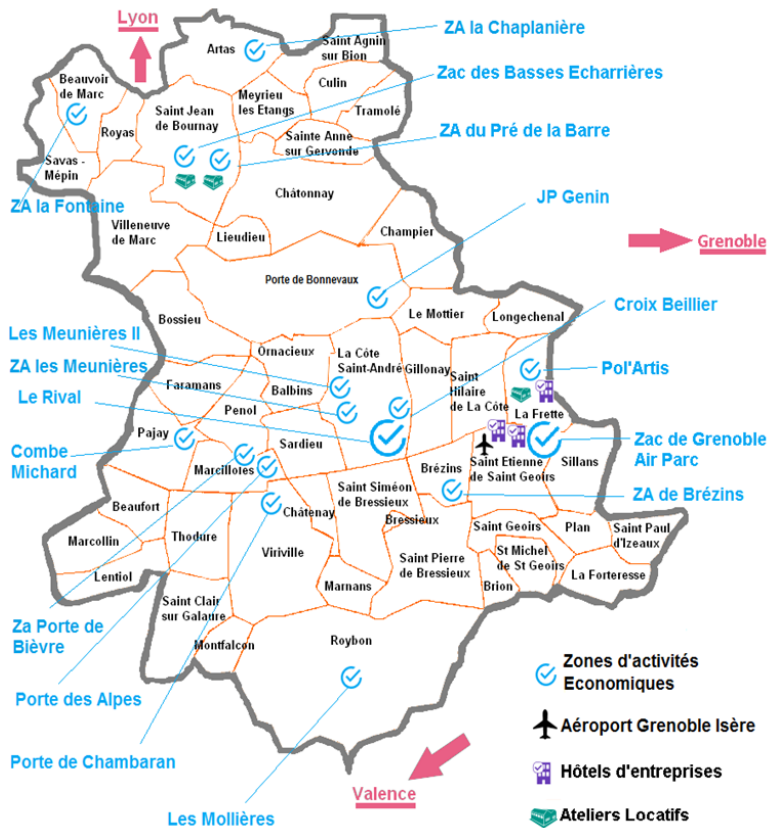 Lyon
ZA la Chaplanière
Artas
Saint Agnin
sur Bion
Beauvoir
de Marc
Culin
Zac des Basses Echarrières
Meyrieu
les Etangs
Saint Jean
de Bournay
Tramolé
Royas
ZA du Pré de la Barre
Sainte Anne
sur Gervonde
Savas -
Mépin
Châtonnay
JP Genin
ZA la Fontaine
Villeneuve
de Marc
Lieudieu
Champier
Grenoble
Porte de Bonnevaux
Croix Beillier
Le Mottier
Longechenal
Bossieu
Les Meunières II
Ornacieux
La Côte
Saint-André
Gillonay
ZA les Meunières
Pol'Artis
Faramans
Balbins
Saint
Hilaire
de La Côte
Le Rival
Penol
La Frette
Pajay
Sardieu
Zac de Grenoble
Air Parc
Combe
Michard
Marcilloles
Brézins
Saint Etienne
de Saint Geoirs
Sillans
ZA de Brézins
Saint Siméon
de Bressieux
Beaufort
Châtenay
Bressieux
Saint Geoirs
Plan
Saint Paul
d'Izeaux
Marcollin
Thodure
Viriville
St Michel
de St Geoirs
Saint Pierre
de Bressieux
Lentiol
La Forteresse
Marnans
Brion
Saint Clair
sur Galaure
Za Porte de
Bièvre
Montfalcon
Roybon
Zones d'activités
Economiques
Porte des Alpes
Aéroport Grenoble Isère
Porte de Chambaran
Hôtels d'entreprises
Valence
Les Mollières
Ateliers Locatifs